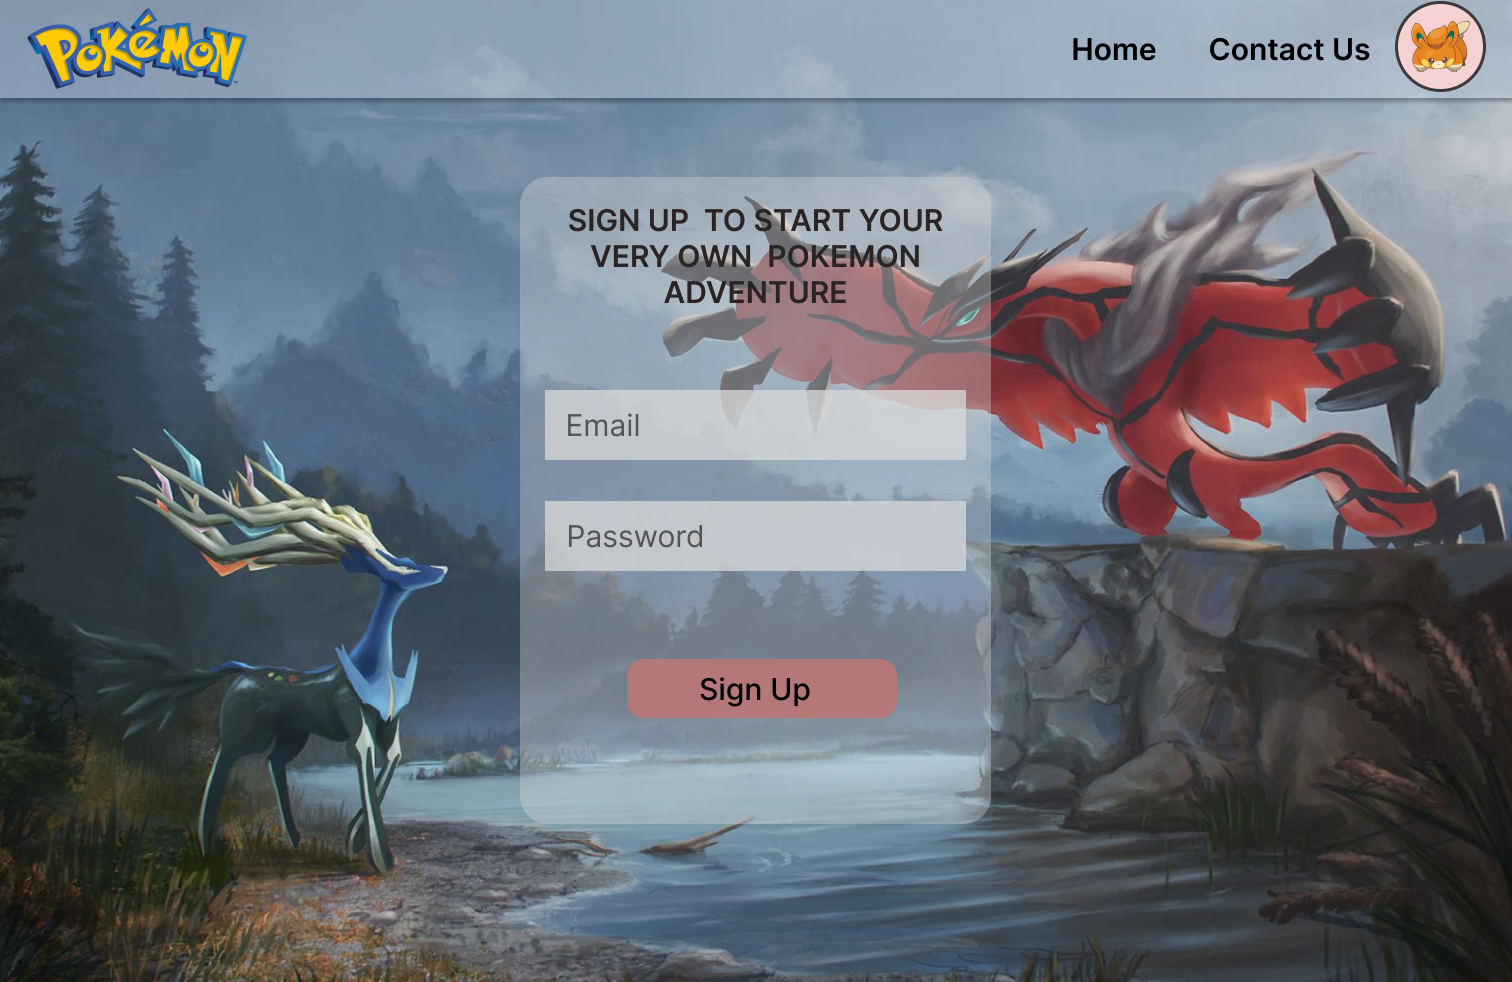 POKéMON
Home
Contact Us
SIGN UP TO START YOUR
VERY OWN POKEMON
ADVENTURE
Email
Password
Sign Up